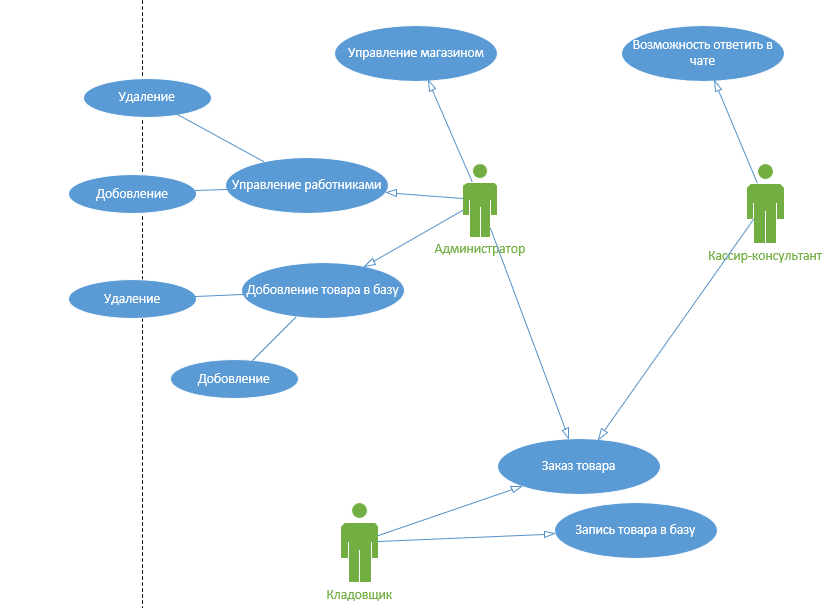 Управление магазином
Возможность ответить в
чате
Удаление
Управление работниками
Добовление
Администратор
Кассир-консультант
Добовление товара в базу
Удаление
Добовление
Заказ товара
Запись товара в базу
Кладовщик